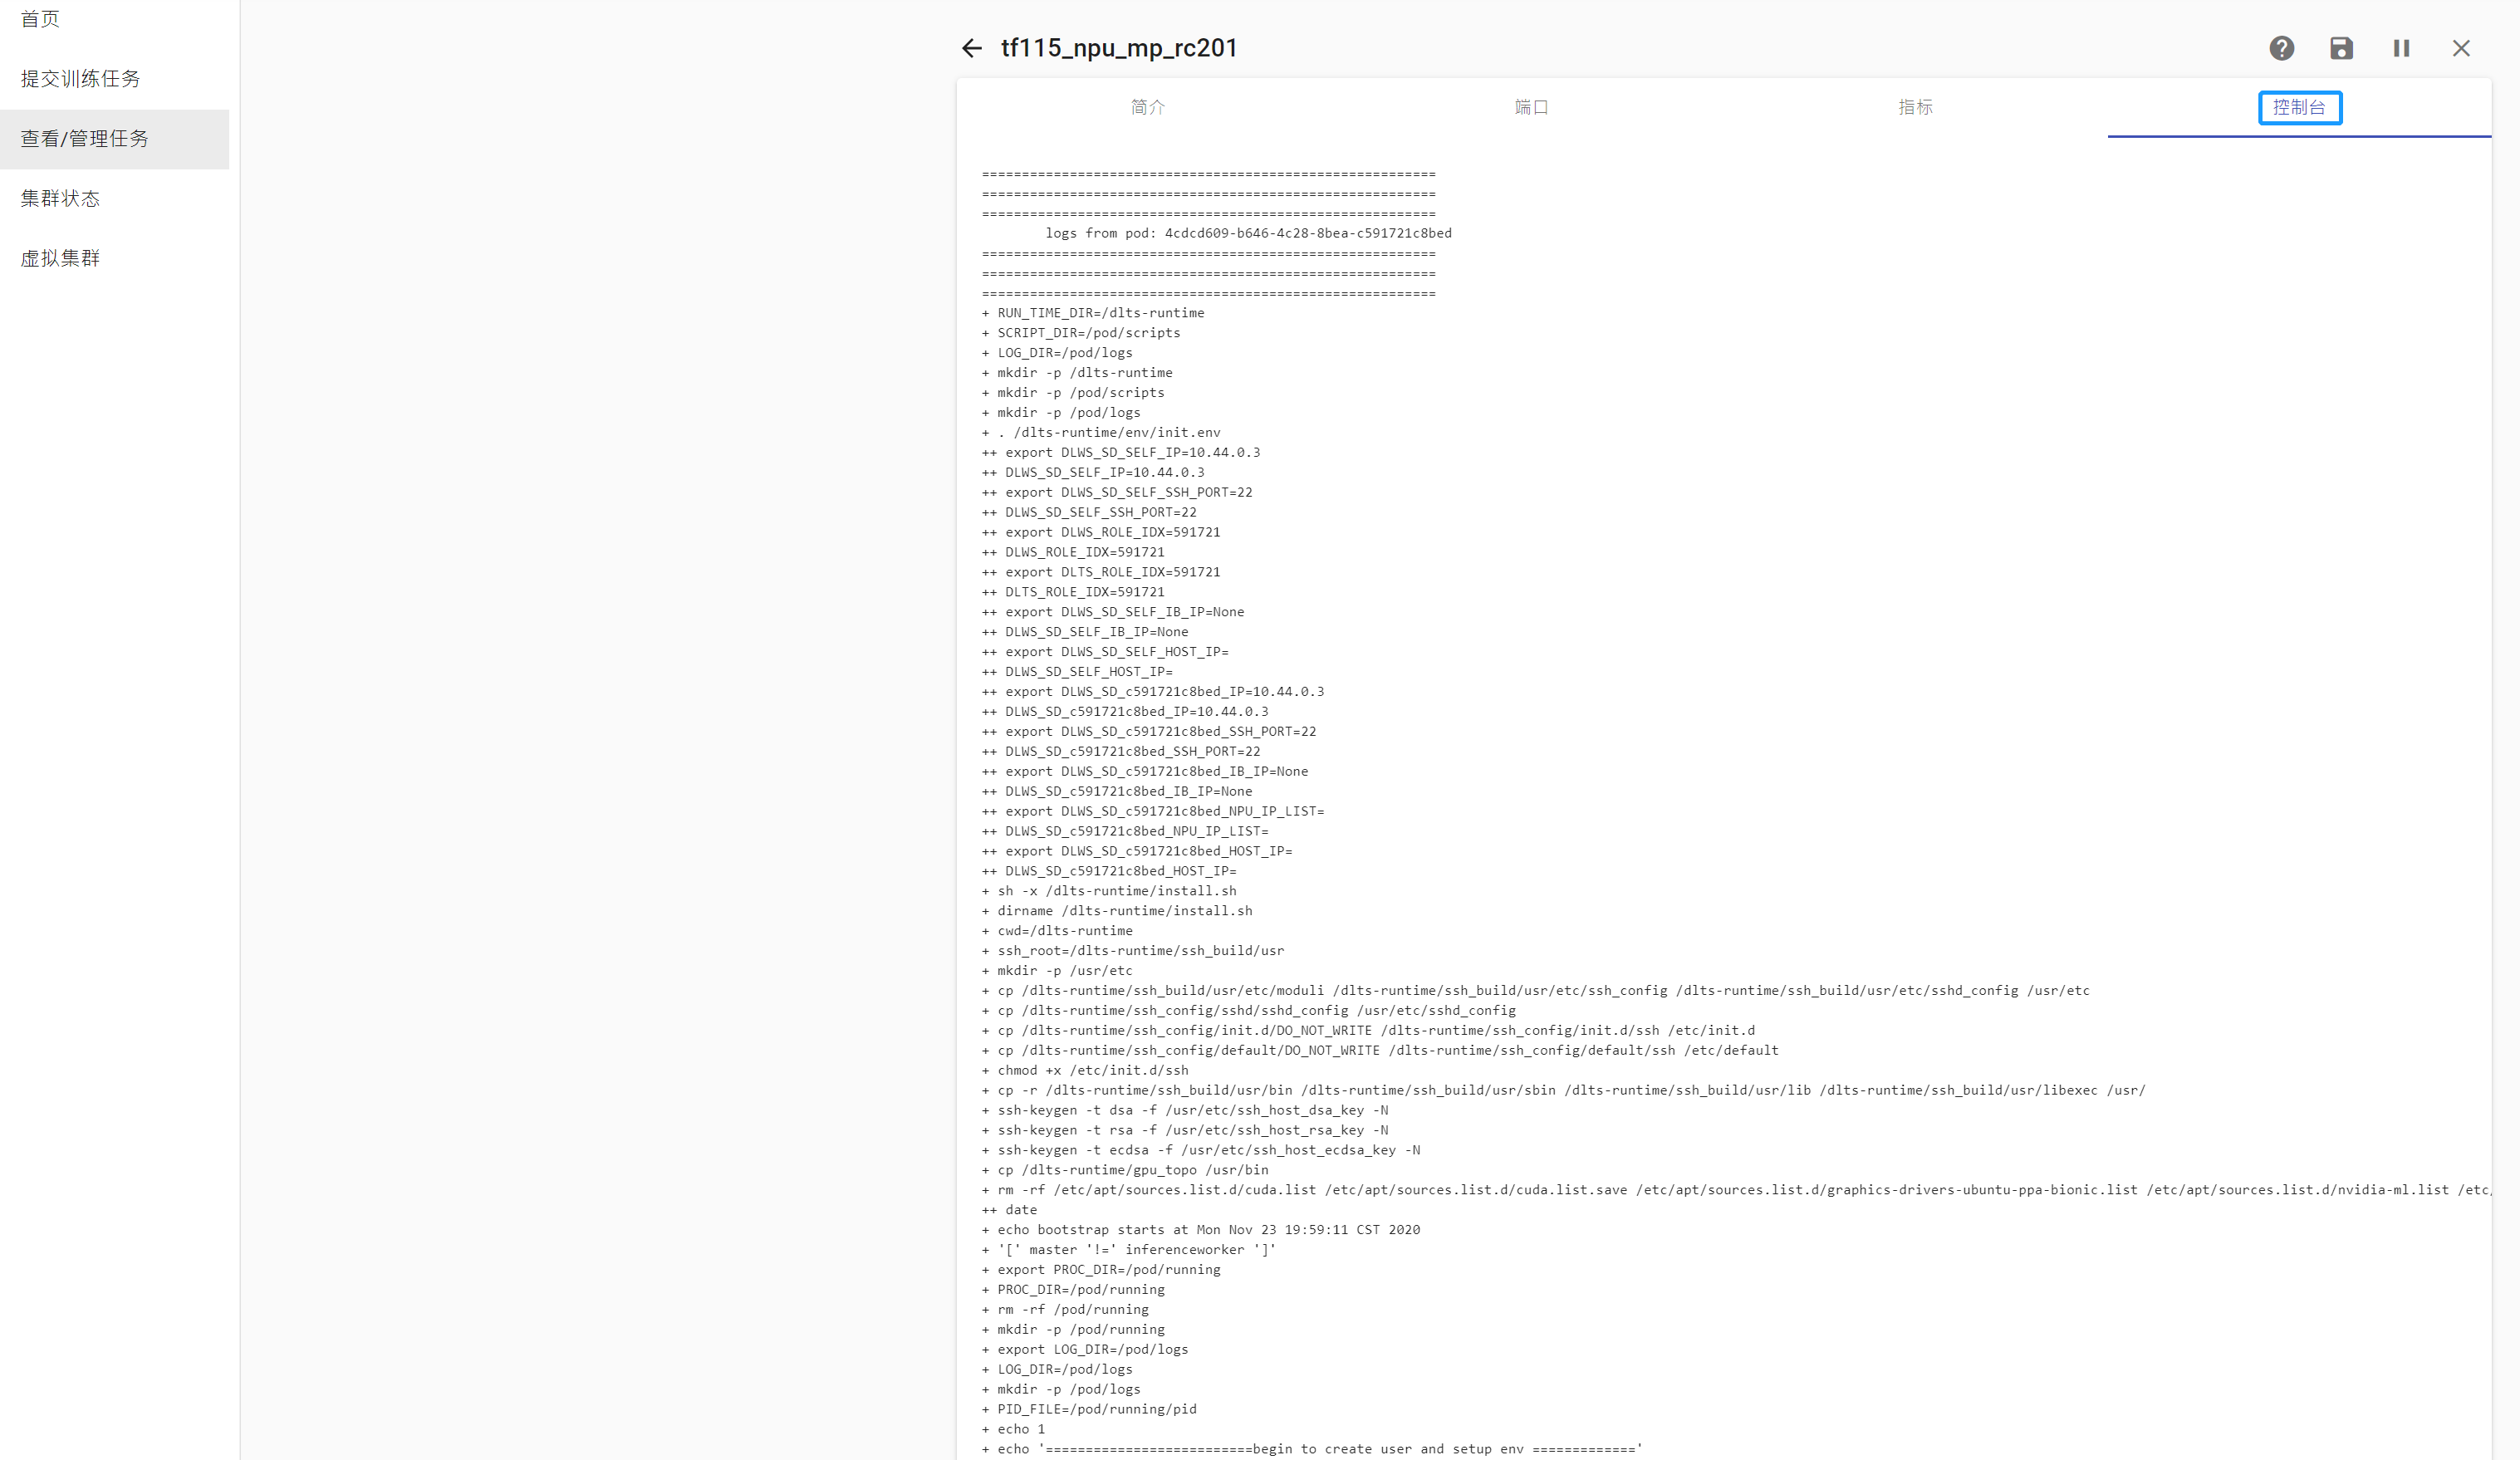 首页
提交训练任务
查看/管理任务
集群状态
虚拟集群
tf115_npu_mp_rc201
简介
端口
指标
控制台
=========================================================
=========================================================
=========================================================
logs from pod: 4cdcd609-b646-4c28-8bea-c591721c8bed
=========================================================
=========================================================
=========================================================
+ RUN_TIME_DIR=/dlts-runtime
+ SCRIPT_DIR=/pod/scripts
+ LOG_DIR=/pod/logs
+ mkdir -p /dlts-runtime
+ mkdir -p /pod/scripts
+ mkdir -p /pod/logs
+ . /dlts-runtime/env/init.env
++ export DLWS_SD_SELF_IP=10.44.0.3
++ DLWS_SD_SELF_IP=10.44.0.3
++ export DLWS_SD_SELF_SSH_PORT=22
++ DLWS_SD_SELF_SSH_PORT=22
++ export DLWS_ROLE_IDX=591721
++ DLWS_ROLE_IDX=591721
++ export DLTS_ROLE_IDX=591721
++ DLTS_ROLE_IDX=591721
++ export DLWS_SD_SELF_IB_IP=None
++ DLWS_SD_SELF_IB_IP=None
++ export DLWS_SD_SELF_HOST_IP=
++ DLWS_SD_SELF_HOST_IP=
++ export DLWS_SD_c591721c8bed_IP=10.44.0.3
++ DLWS_SD_c591721c8bed_IP=10.44.0.3
++ export DLWS_SD_c591721c8bed_SSH_PORT=22
++ DLWS_SD_c591721c8bed_SSH_PORT=22
++ export DLWS_SD_c591721c8bed_IB_IP=None
++ DLWS_SD_c591721c8bed_IB_IP=None
++ export DLWS_SD_c591721c8bed_NPU_IP_LIST=
++ DLWS_SD_c591721c8bed_NPU_IP_LIST=
++ export DLWS_SD_c591721c8bed_HOST_IP=
++ DLWS_SD_c591721c8bed_HOST_IP=
+ sh -x /dlts-runtime/install.sh
+ dirname /dlts-runtime/install.sh
+ cwd=/dlts-runtime
+ ssh_root=/dlts-runtime/ssh_build/usr
+ mkdir -p /usr/etc
+ cp /dlts-runtime/ssh_build/usr/etc/moduli /dlts-runtime/ssh_build/usr/etc/ssh_config /dlts-runtime/ssh_build/usr/etc/sshd_config /usr/etc
+ cp /dlts-runtime/ssh_config/sshd/sshd_config /usr/etc/sshd_config
+ cp /dlts-runtime/ssh_config/init.d/DO_NOT_WRITE /dlts-runtime/ssh_config/init.d/ssh /etc/init.d
+ cp /dlts-runtime/ssh_config/default/DO_NOT_WRITE /dlts-runtime/ssh_config/default/ssh /etc/default
+ chmod +x /etc/init.d/ssh
+ cp -r /dlts-runtime/ssh_build/usr/bin /dlts-runtime/ssh_build/usr/sbin /dlts-runtime/ssh_build/usr/lib /dlts-runtime/ssh_build/usr/libexec /usr/
+ ssh-keygen -t dsa -f /usr/etc/ssh_host_dsa_key -N
+ ssh-keygen -t rsa -f /usr/etc/ssh_host_rsa_key -N
+ ssh-keygen -t ecdsa -f /usr/etc/ssh_host_ecdsa_key -N
+ cp /dlts-runtime/gpu_topo /usr/bin
+ rm -rf /etc/apt/sources.list.d/cuda.list /etc/apt/sources.list.d/cuda.list.save /etc/apt/sources.list.d/graphics-drivers-ubuntu-ppa-bionic.list /etc/apt/sources.list.d/nvidia-ml.list /etc
++ date
+ echo bootstrap starts at Mon Nov 23 19:59:11 CST 2020
+ '[' master '!=' inferenceworker ']'
+ export PROC_DIR=/pod/running
+ PROC_DIR=/pod/running
+ rm -rf /pod/running
+ mkdir -p /pod/running
+ export LOG_DIR=/pod/logs
+ LOG_DIR=/pod/logs
+ mkdir -p /pod/logs
+ PID_FILE=/pod/running/pid
+ echo 1
+ echo '==========================begin to create user and setup env ============='